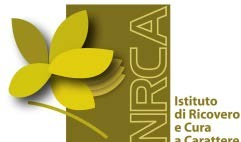 NRCA
Istituto
di Ricovero
e Cura
a Carattere